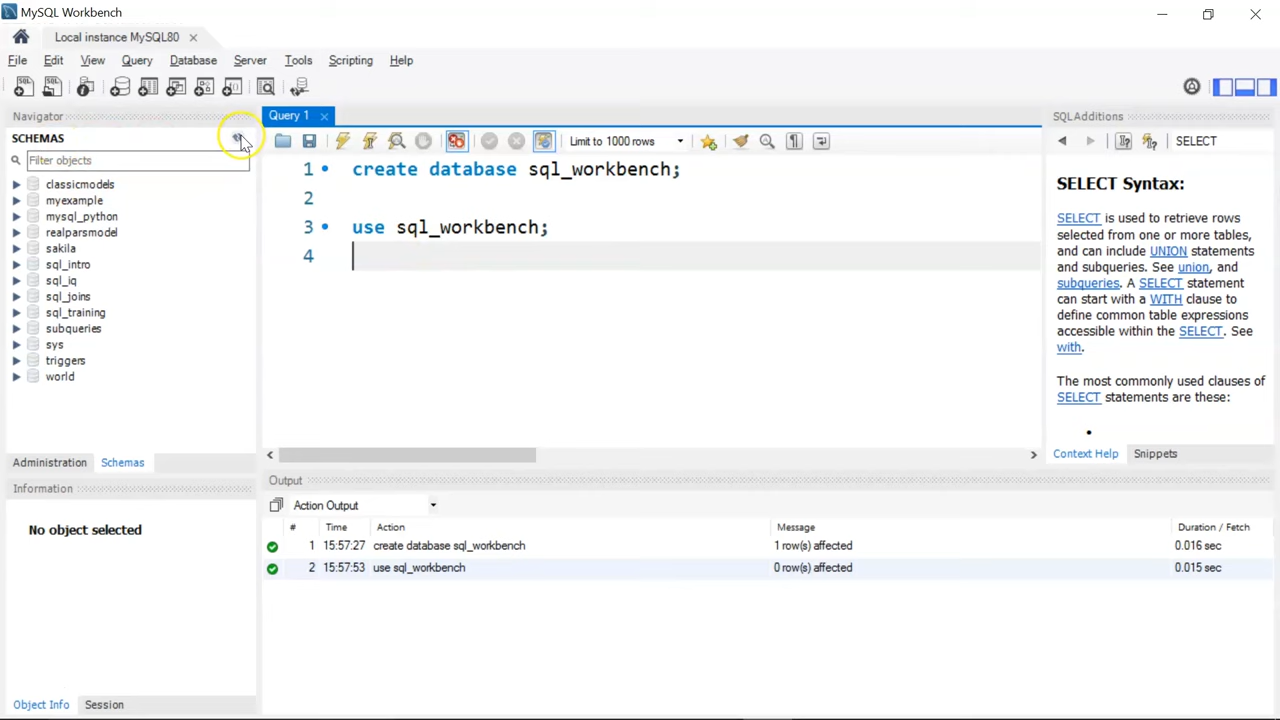 MySQL Workbench
Local instance MySQL80
File Edit View Query Database Server Tools Scripting Help
Navigator
SCHEMAS
Filter objects
classicmodels
myexample
mysql_python
realparsmodel
sakila
sql_intro
sql_iq
sql_joins
sql_training
subqueries
sys
triggers
world
Administration Schemas
Information
No object selected
Object Info Session
Query 1
Limit to 1000 rows
1 create database sql_workbench;
2
3 use sql_workbench;
4
Output
Action Output
# Time Action Message Duration / Fetch
1 15:57:27 create database sql_workbench 1 row(s) affected 0.016 sec
2 15:57:53 use sql_workbench 0 row(s) affected 0.015 sec
SQLAdditions
SELECT
SELECT Syntax:
SELECT is used to retrieve rows
selected from one or more tables,
and can include UNION statements
and subqueries. See union, and
subqueries. A SELECT statement
can start with a WITH clause to
define common table expressions
accessible within the SELECT. See
with.
The most commonly used clauses of
SELECT statements are these:
•
Context Help Snippets